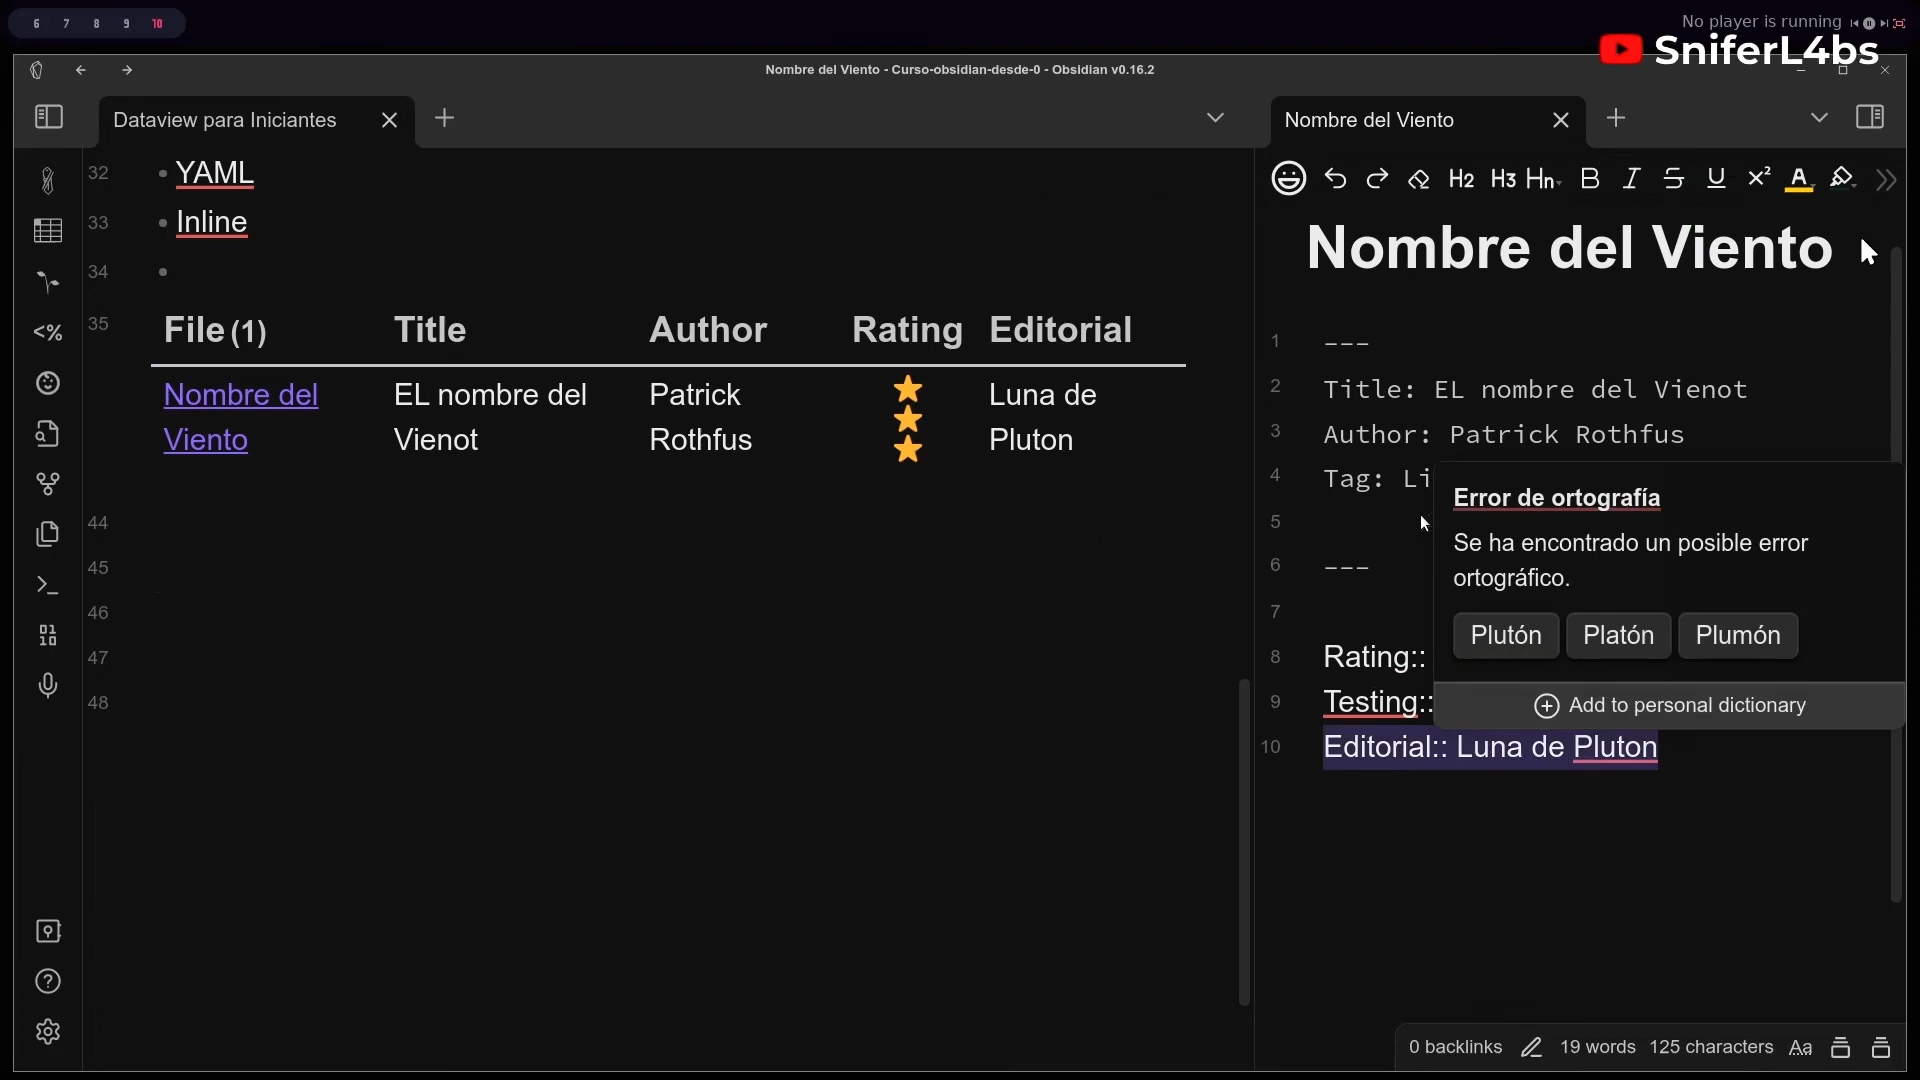 6 7 8 9 10
No player is running
SniferL4bs
Nombre del Viento - Curso-obsidian-desde-0 - Obsidian v0.16.2
Dataview para Iniciantes
Nombre del Viento
32 YAML
33 Inline
34
35
File (1) Title Author Rating Editorial
Nombre del EL nombre del Patrick Luna de
Viento Vienot Rothfus Pluton
44
45
46
47
48
<%
H2 H3 Hn B I S U X² A
Nombre del Viento
1 ---
2 Title: EL nombre del Vienot
3 Author: Patrick Rothfus
4 Tag: Li
5
6 ---
7
8 Rating::
9 Testing::
10 Editorial:: Luna de Pluton
Error de ortografía
Se ha encontrado un posible error
ortográfico.
Plutón Platón Plumón
Add to personal dictionary
0 backlinks 19 words 125 characters Aa